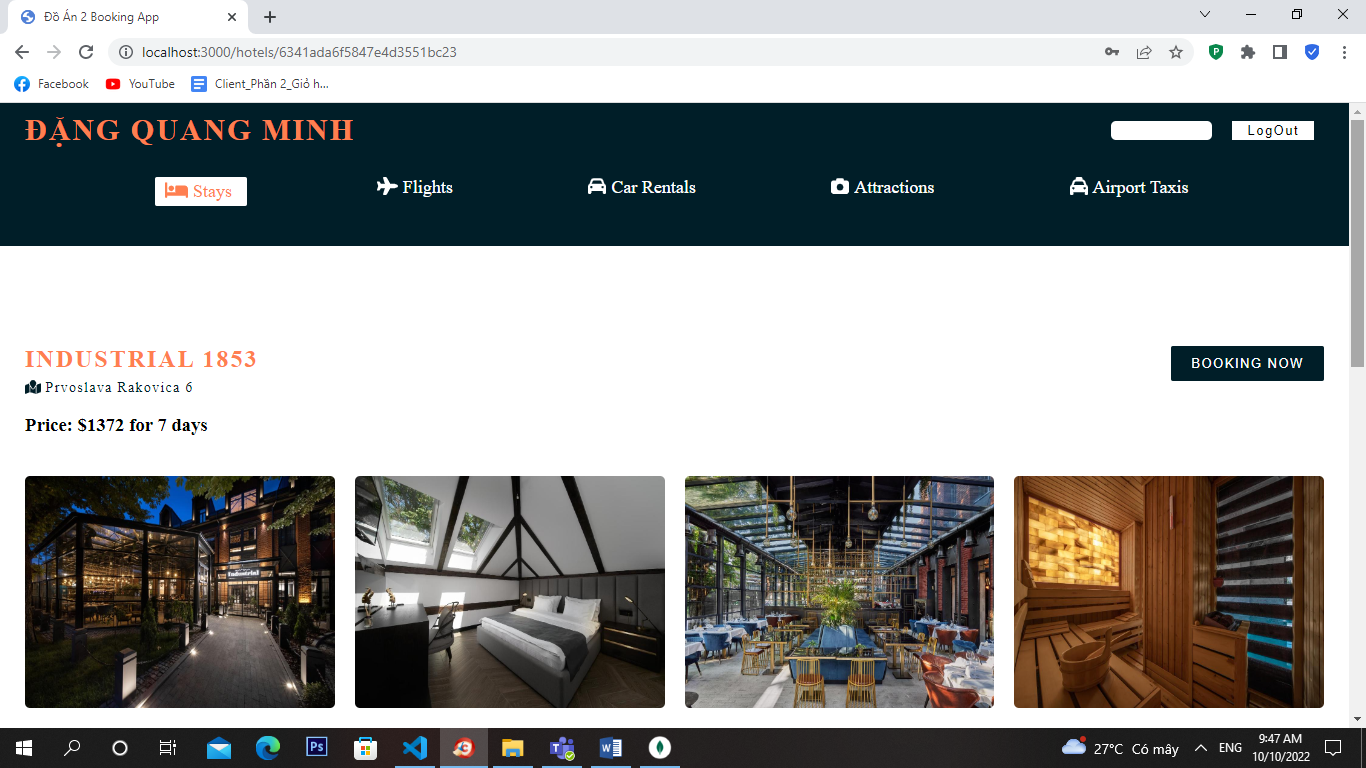 Đồ Án 2 Booking App
localhost:3000/hotels/6341ada6f5847e4d3551bc23
Facebook
YouTube
Client_Phần 2_Giỏ h...
ĐẶNG QUANG MINH
LogOut
Stays
Flights
Car Rentals
Attractions
Airport Taxis
INDUSTRIAL 1853
BOOKING NOW
Prvoslava Rakovica 6
Price: $1372 for 7 days
Industrial
Ps
27°C Có mây
ENG
9:47 AM
10/10/2022